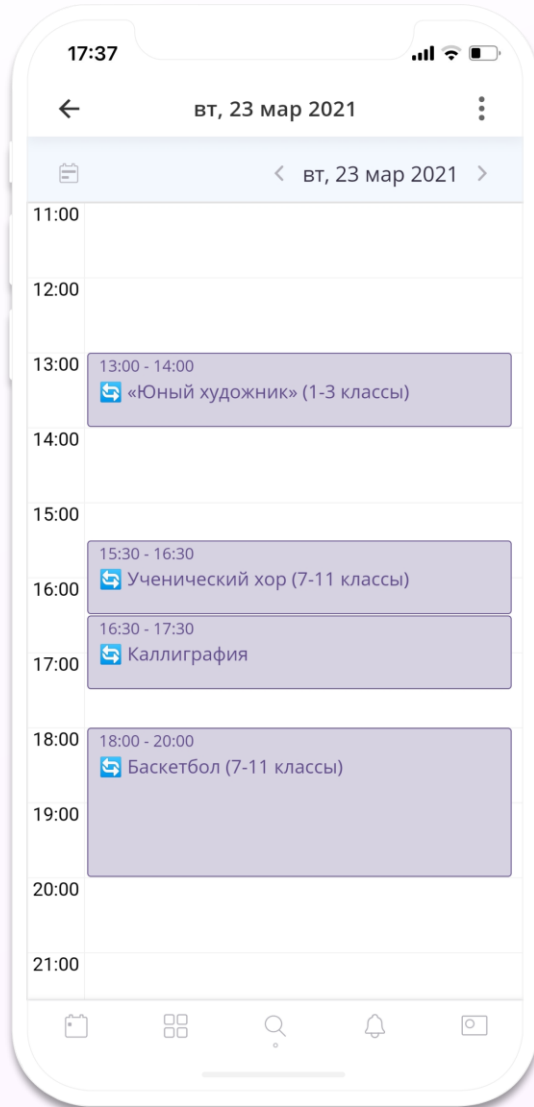 17:37
вт, 23 мар 2021
вт, 23 мар 2021
11:00
12:00
13:00
13:00 - 14:00
«Юный художник» (1-3 классы)
14:00
15:00
15:30 - 16:30
Ученический хор (7-11 классы)
16:00
16:30 - 17:30
Каллиграфия
17:00
18:00
18:00 - 20:00
Баскетбол (7-11 классы)
19:00
20:00
21:00